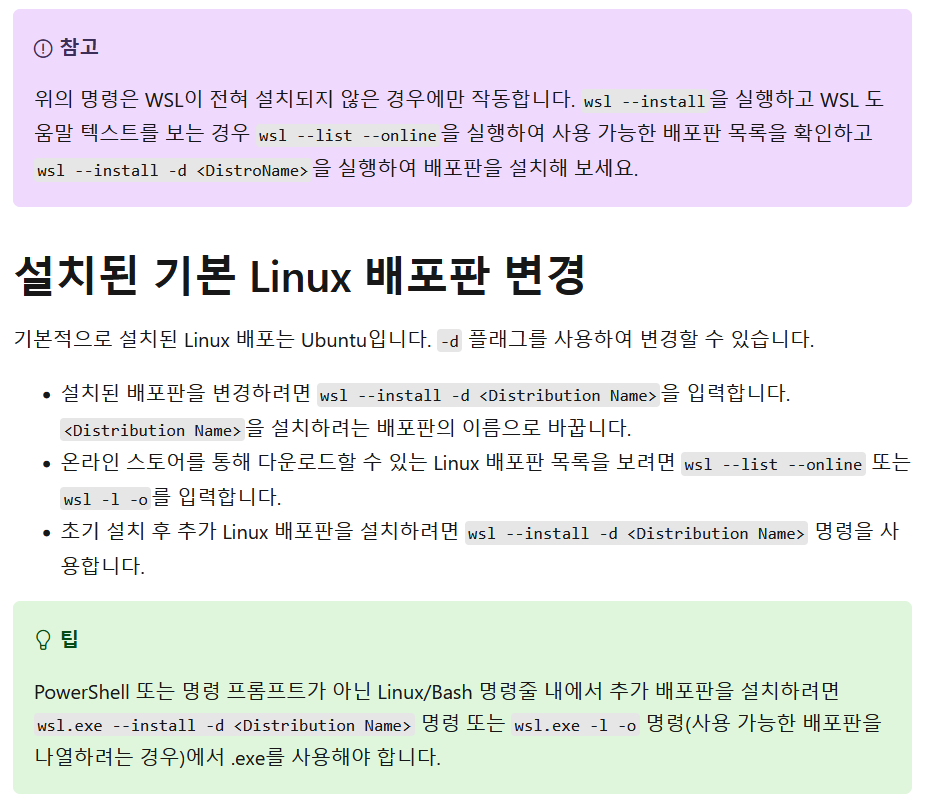 참고
위의 명령은 WSL이 전혀 설치되지 않은 경우에만 작동합니다. wsl --install을 실행하고 WSL 도
움말 텍스트를 보는 경우 wsl --list --online을 실행하여 사용 가능한 배포판 목록을 확인하고
wsl --install -d <DistroName>을 실행하여 배포판을 설치해 보세요.
설치된 기본 Linux 배포판 변경
기본적으로 설치된 Linux 배포는 Ubuntu입니다. -d 플래그를 사용하여 변경할 수 있습니다.
• 설치된 배포판을 변경하려면 wsl --install -d <Distribution Name>을 입력합니다.
<Distribution Name>을 설치하려는 배포판의 이름으로 바꿉니다.
• 온라인 스토어를 통해 다운로드할 수 있는 Linux 배포판 목록을 보려면 wsl --list --online 또는
wsl -l -o를 입력합니다.
• 초기 설치 후 추가 Linux 배포판을 설치하려면 wsl --install -d <Distribution Name> 명령을 사
용합니다.
팁
PowerShell 또는 명령 프롬프트가 아닌 Linux/Bash 명령줄 내에서 추가 배포판을 설치하려면
wsl.exe --install -d <Distribution Name> 명령 또는 wsl.exe -l -o 명령(사용 가능한 배포판을
나열하려는 경우)에서 .exe를 사용해야 합니다.